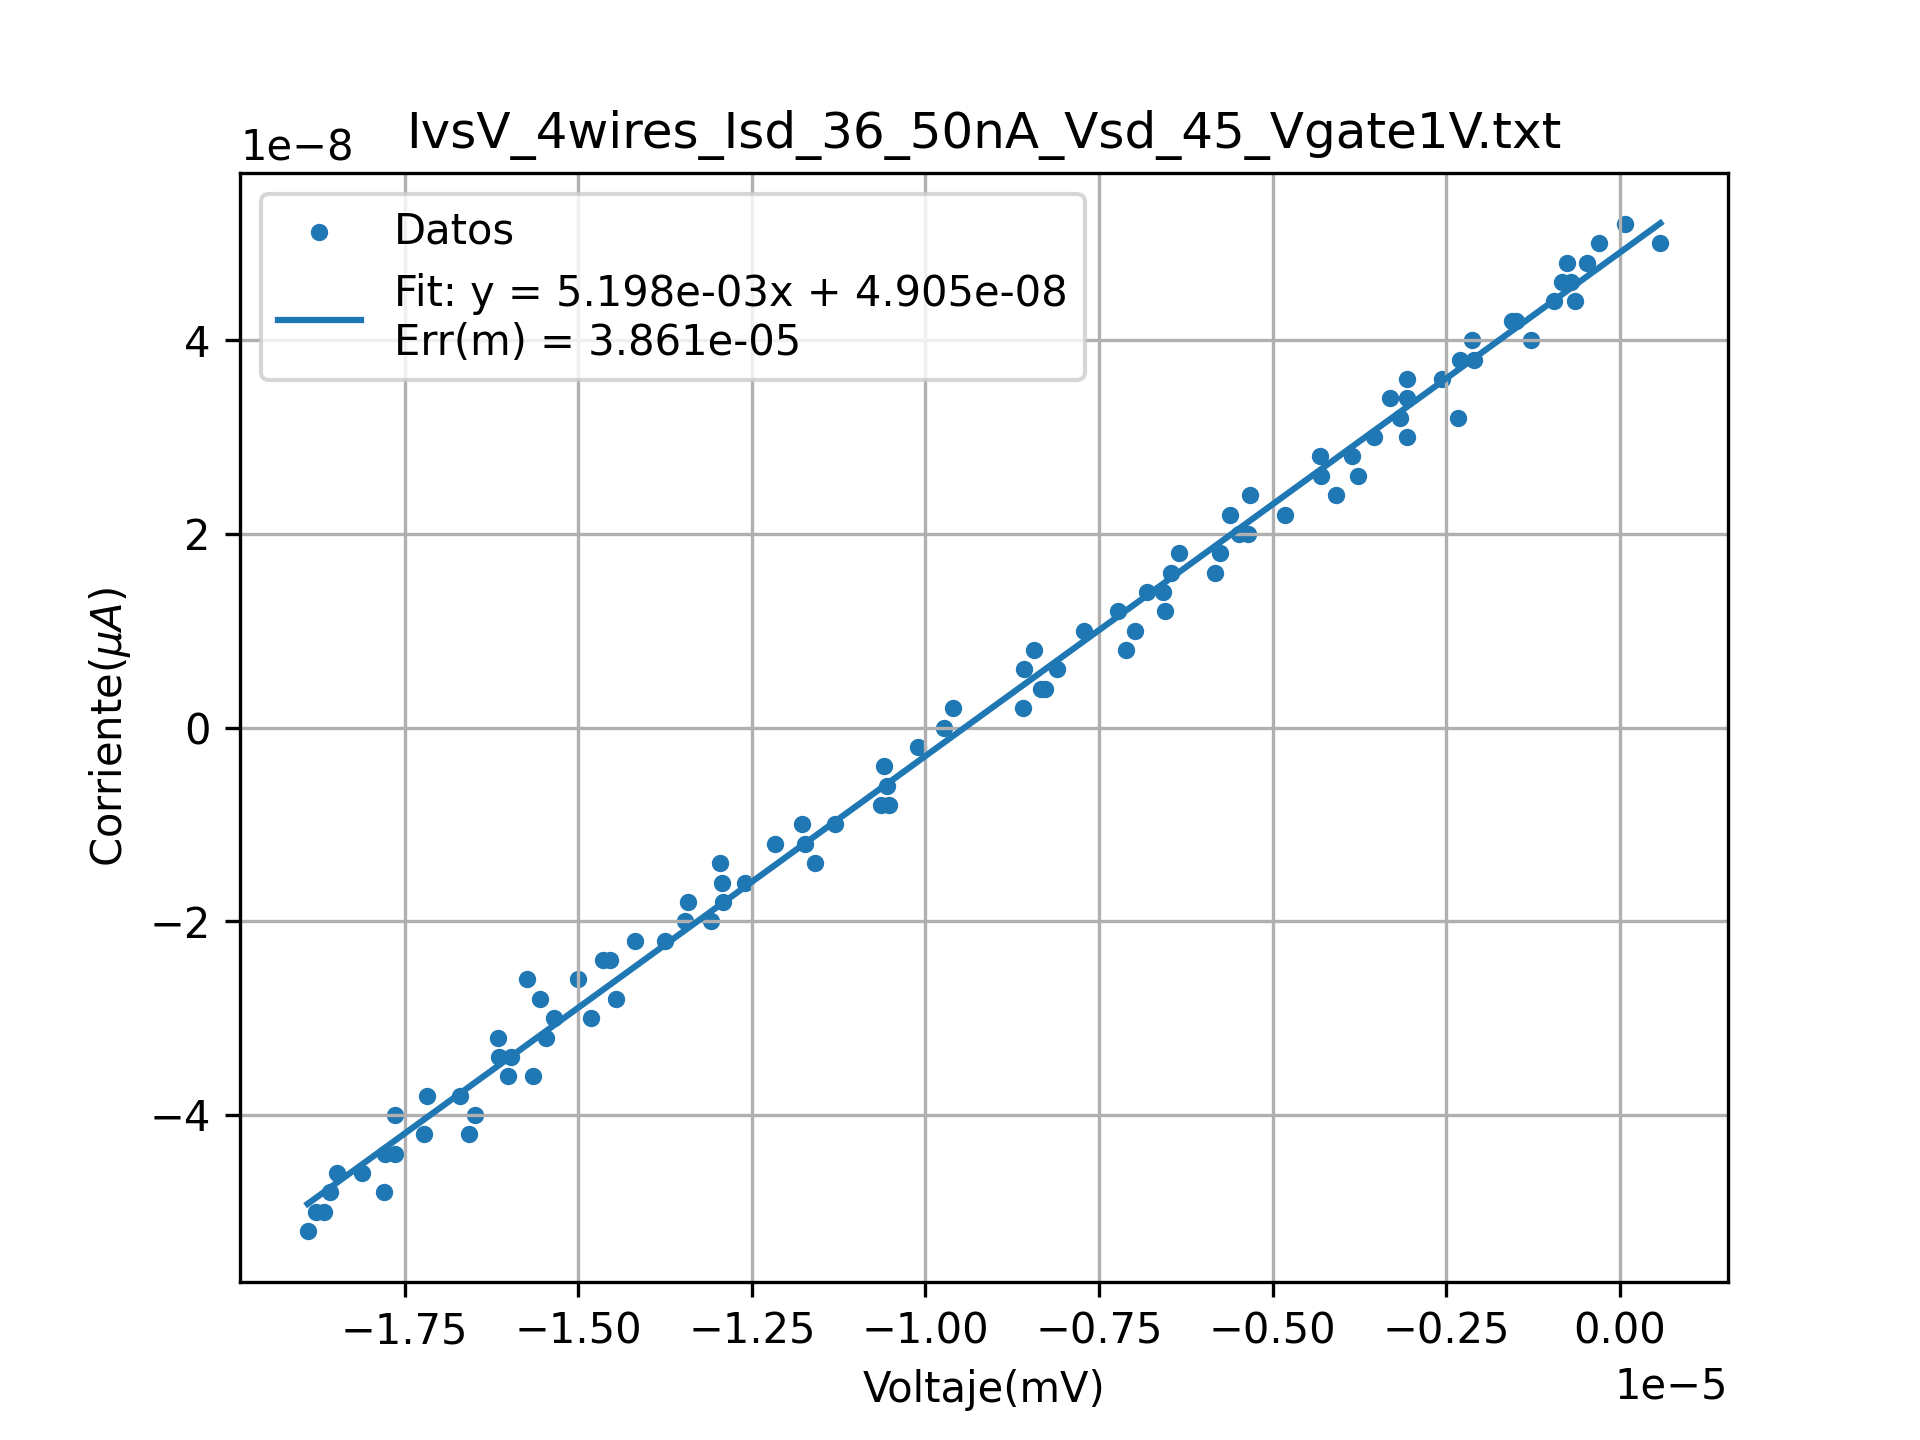 IvsV_4wires_Isd_36_50nA_Vsd_45_Vgate1V.txt
1e−8
Datos
Fit: y = 5.198e-03x + 4.905e-08
Err(m) = 3.861e-05
4
2
0
−2
−4
Corriente(μA)
−1.75 −1.50 −1.25 −1.00 −0.75 −0.50 −0.25 0.00
1e−5
Voltaje(mV)